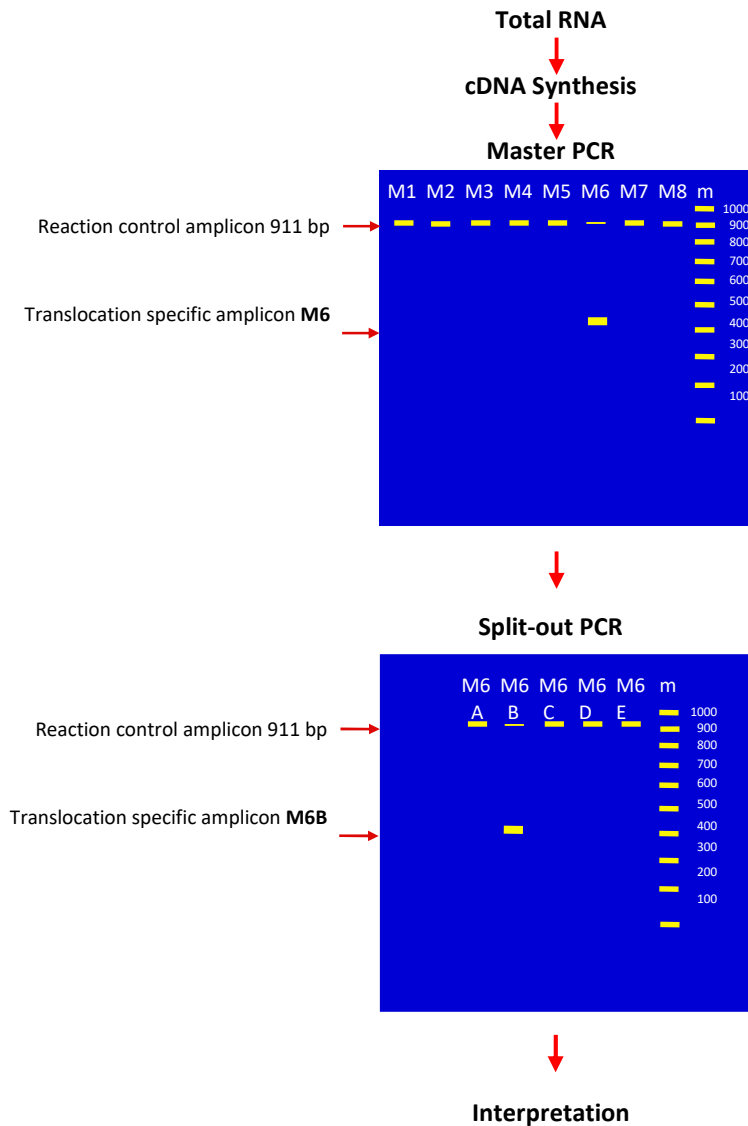 Total RNA
cDNA Synthesis
Master PCR
M1 M2 M3 M4 M5 M6 M7 M8 m
1000
Reaction control amplicon 911 bp
900
800
700
600
500
Translocation specific amplicon M6
400
300
200
100
Split-out PCR
M6 M6 M6 M6 M6 m
A B C D E
1000
Reaction control amplicon 911 bp
900
800
700
600
500
Translocation specific amplicon M6B
400
300
200
100
Interpretation